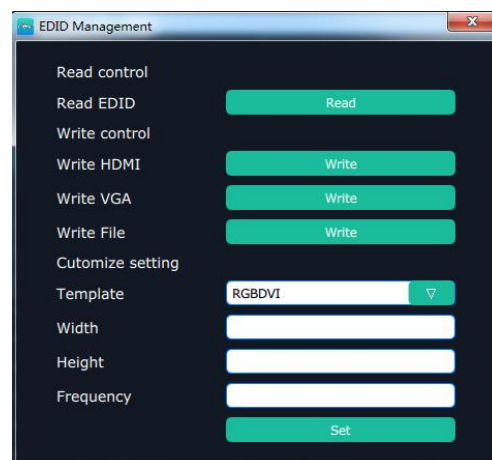 EDID Management
Read control
Read EDID Read
Write control
Write HDMI Write
Write VGA Write
Write File Write
Cutomize setting
Template RGBDVI
Width
Height
Frequency
Set